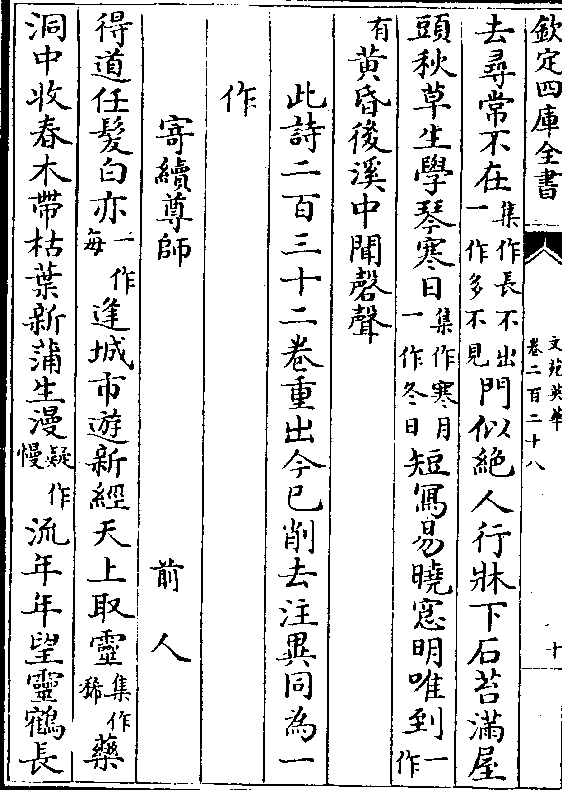 欽定四庫全書
文苑英華
卷二百二十八
十
去尋常不在集作長不出一作多不見門似絶人行牀下石苔滿屋
頭秋草生學琴寒日集作寒月一作冬日短寫易曉窓明唯到一作
有黄昏後溪中聞磬聲
此詩二百三十二卷重出今已削去注異同為一
作
寄續尊師 前人
得道任髮白亦一作每逢城市遊新經天上取靈集作稀藥
洞中收春木帶枯葉新蒲生漫疑作慢流年年望靈鶴長